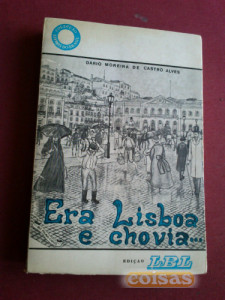 DARIO MOREIRA DE CASTRO ALVES
Era Lisboa
e chovia...
EDIÇÃO LBL
coisas